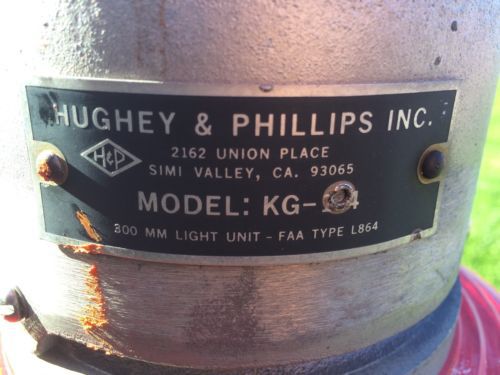 HUGHEY & PHILLIPS INC.
H&P
2162 UNION PLACE
SIMI VALLEY, CA. 93065
MODEL: KG-
300 MM LIGHT UNIT - FAA TYPE L864